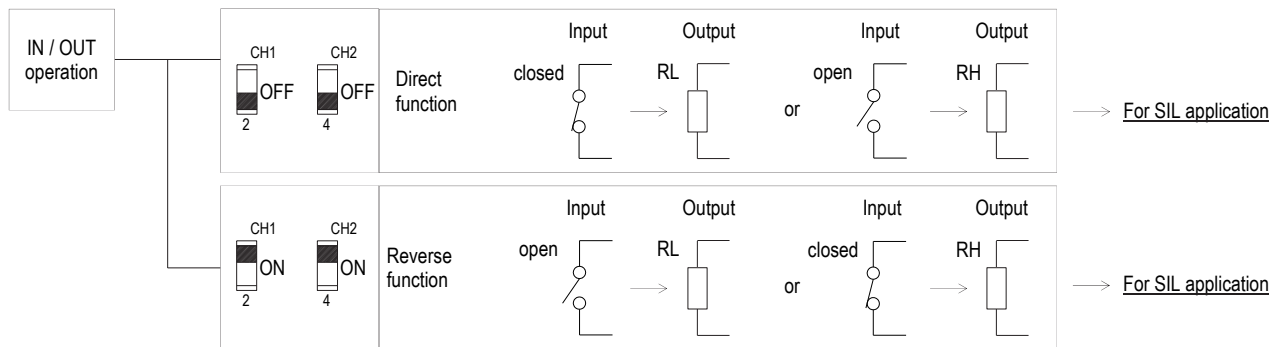 IN / OUT
operation
CH1
CH2
OFF
OFF
2
4
Direct
function
Input
Output
Input
Output
closed
RL
open
RH
or
For SIL application
CH1
CH2
ON
ON
2
4
Reverse
function
Input
Output
Input
Output
open
RL
closed
RH
or
For SIL application